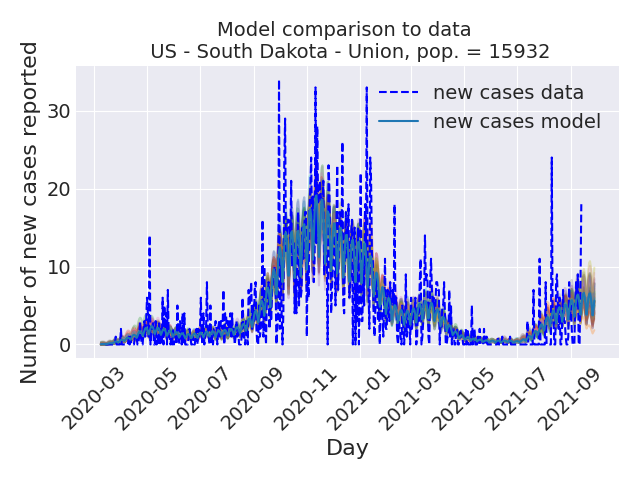 Model comparison to data
US - South Dakota - Union, pop. = 15932
Number of new cases reported
30
20
10
0
new cases data
new cases model
2020-03
2020-05
2020-07
2020-09
2020-11
2021-01
2021-03
2021-05
2021-07
2021-09
Day